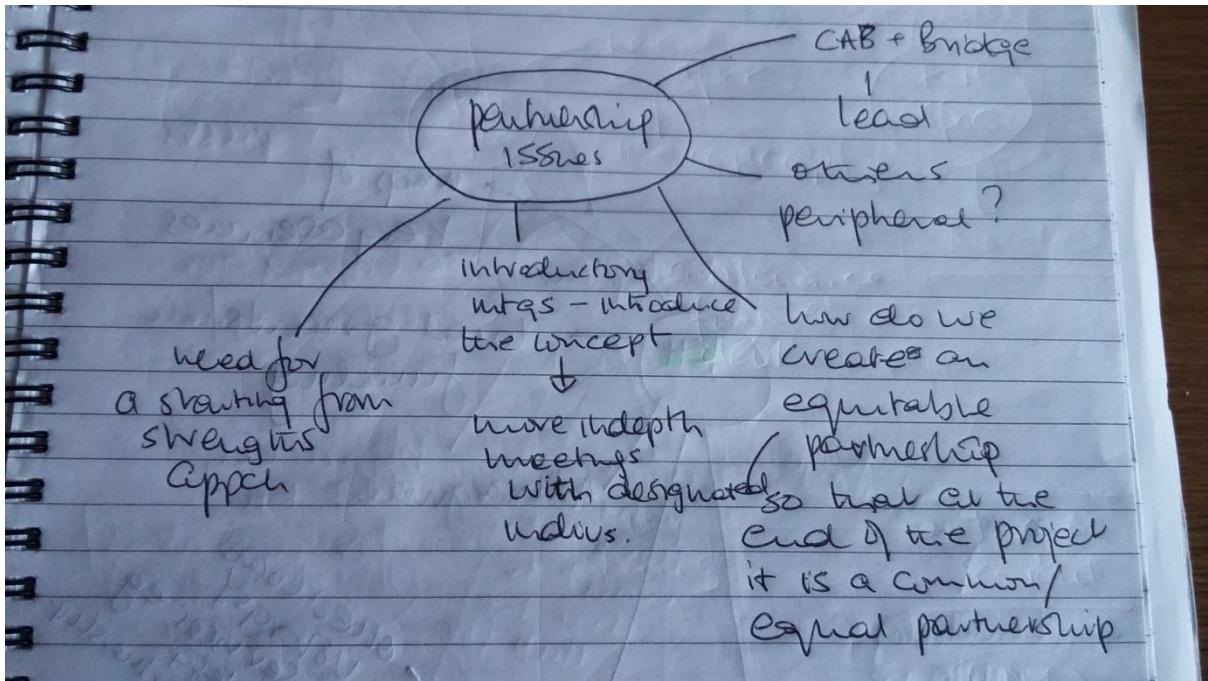 partnership
issues
CAB + Bridge
lead
others
peripheral?
how do we
creates an
equitable
partnership
so that at the
end of the project
it is a common/
equal partnership
introductory
mtgs - introduce
the concept
more indepth
meetings
with designated
indivs.
need for
a starting from
strengths
appch